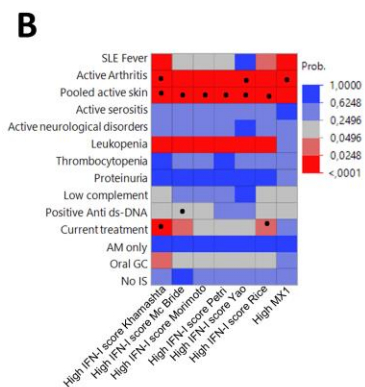 B
SLE Fever
Active Arthritis
Pooled active skin
Active serositis
Active neurological disorders
Leukopenia
Thrombocytopenia
Proteinuria
Low complement
Positive Anti ds-DNA
Current treatment
AM only
Oral GC
No IS
Prob.
1,0000
0,6248
0,2496
0,0496
0,0248
<,0001
High IFN-I score Khamashta
High IFN-I score Mc Bride
High IFN-I score Morimoto
High IFN-I score Petri
High IFN-I score Yao
High IFN-I score Rice
High MX1